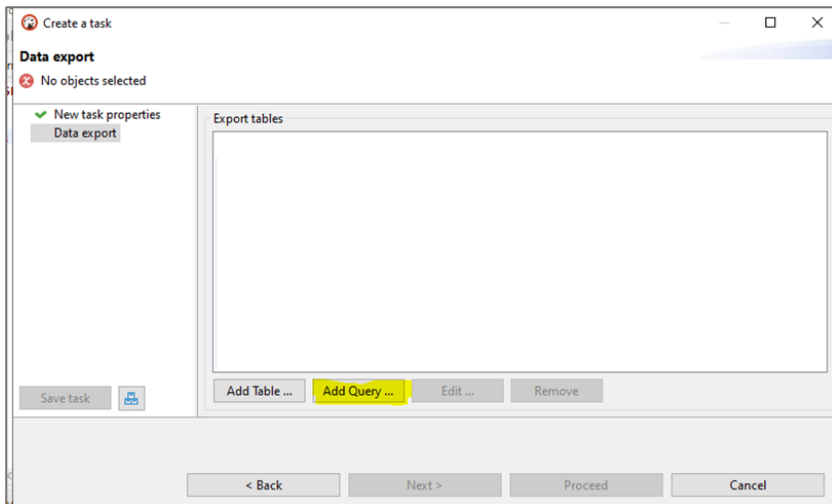 Create a task
Data export
No objects selected
New task properties
Data export
Export tables
Add Table ...
Add Query ...
Edit ...
Remove
Save task
< Back
Next >
Proceed
Cancel